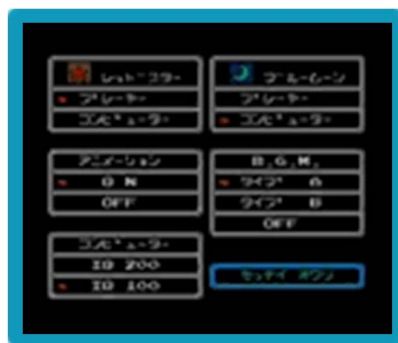 レッドースター
ブルームーン
プレーヤー
プレーヤー
コンピューター
コンピューター
アニメーション
B.G.M.
ON
タイプ A
OFF
タイプ B
OFF
コンピューター
IQ 200
IQ 100
セッテイ オワリ